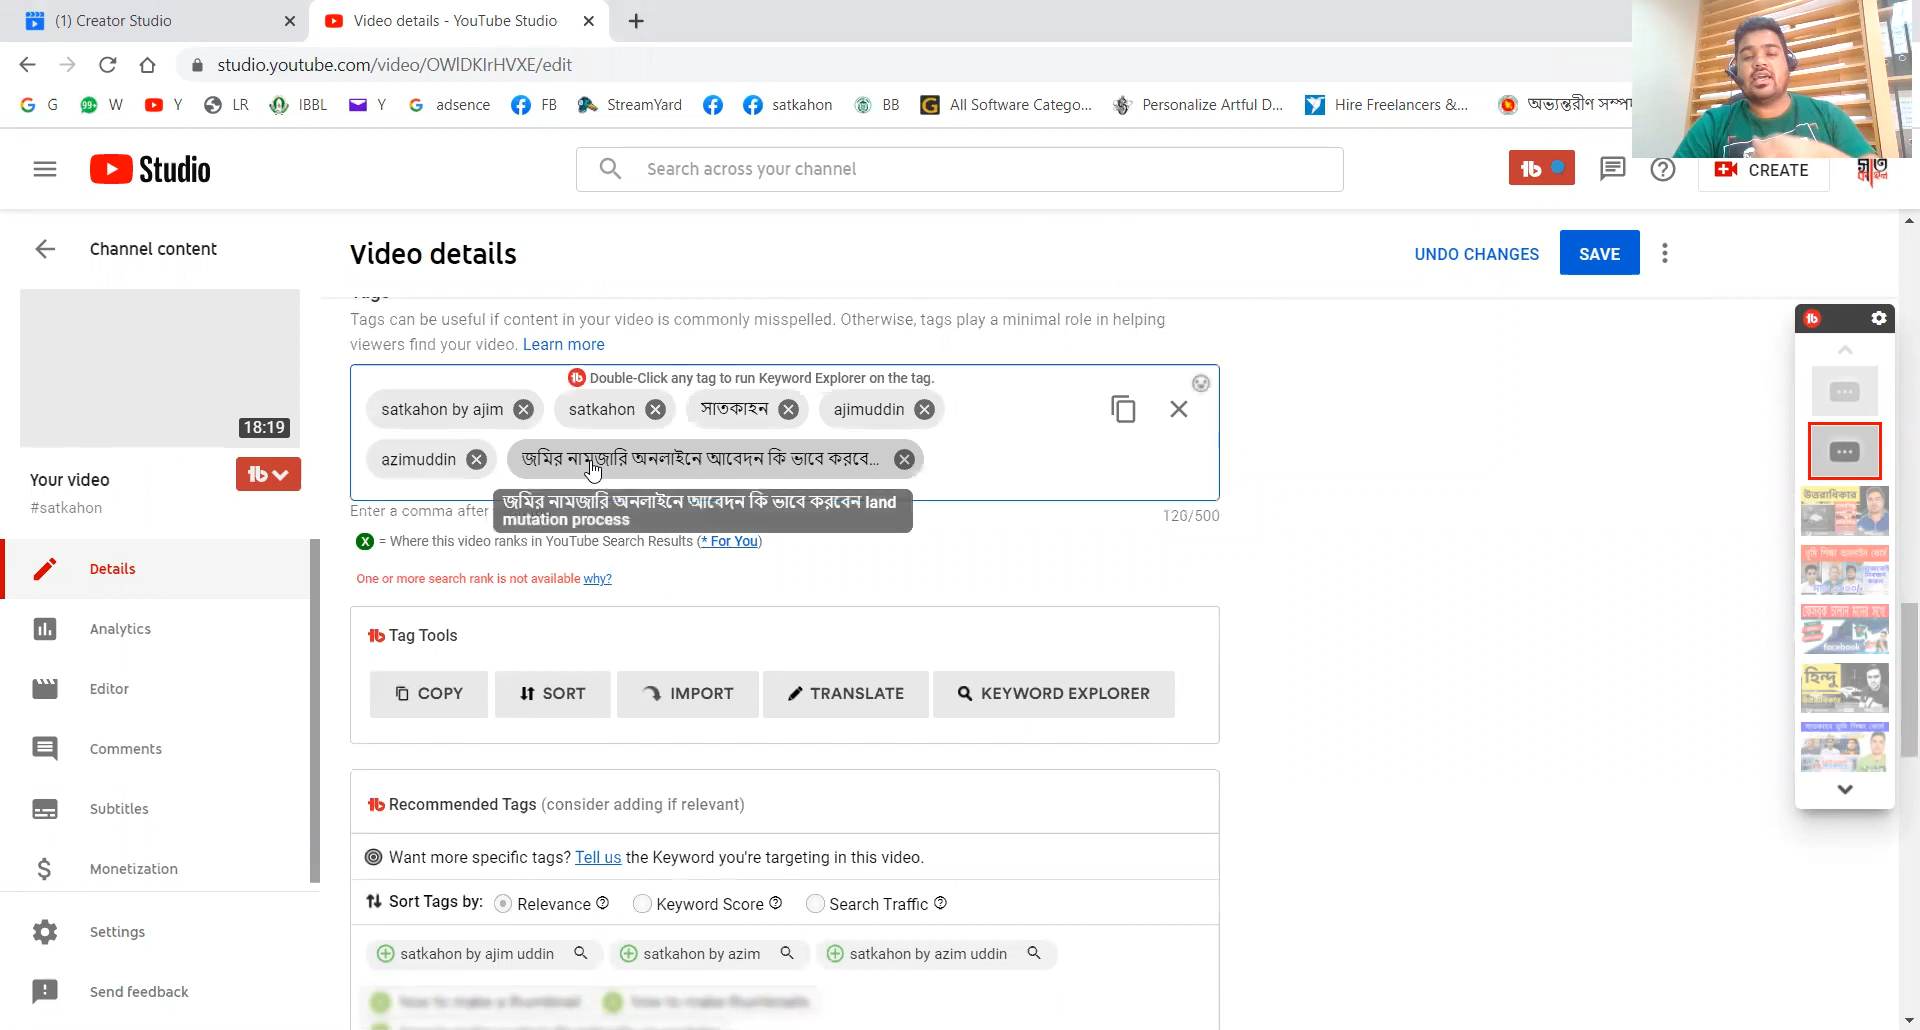 (1) Creator Studio
Video details - YouTube Studio
studio.youtube.com/video/OWlDKIrHVXE/edit
G W Y LR IBBL Y adsence FB StreamYard satkahon BB All Software Catego... Personalize Artful D... Hire Freelancers &... অভ্যন্তরীণ
Studio
Search across your channel
CREATE
Channel content
Video details
UNDO CHANGES
SAVE
Tags can be useful if content in your video is commonly misspelled. Otherwise, tags play a minimal role in helping
viewers find your video. Learn more
Double-Click any tag to run Keyword Explorer on the tag.
satkahon by ajim
satkahon
সাতকাহন
ajimuddin
azimuddin
জমির নামজারি অনলাইনে আবেদন কি ভাবে করবে...
জমির নামজারি অনলাইনে আবেদন কি ভাবে করবেন land
mutation process
Enter a comma after
126/500
= Where this video ranks in YouTube Search Results (* For You)
One or more search rank is not available why?
18:19
Your video
#satkahon
Details
Analytics
Editor
Comments
Subtitles
Monetization
Settings
Send feedback
Tag Tools
COPY
SORT
IMPORT
TRANSLATE
KEYWORD EXPLORER
Recommended Tags (consider adding if relevant)
Want more specific tags? Tell us the Keyword you're targeting in this video.
Sort Tags by: Relevance Keyword Score Search Traffic
satkahon by ajim uddin
satkahon by azim
satkahon by azim uddin
উত্তরাধিকার
হিন্দু
facebook